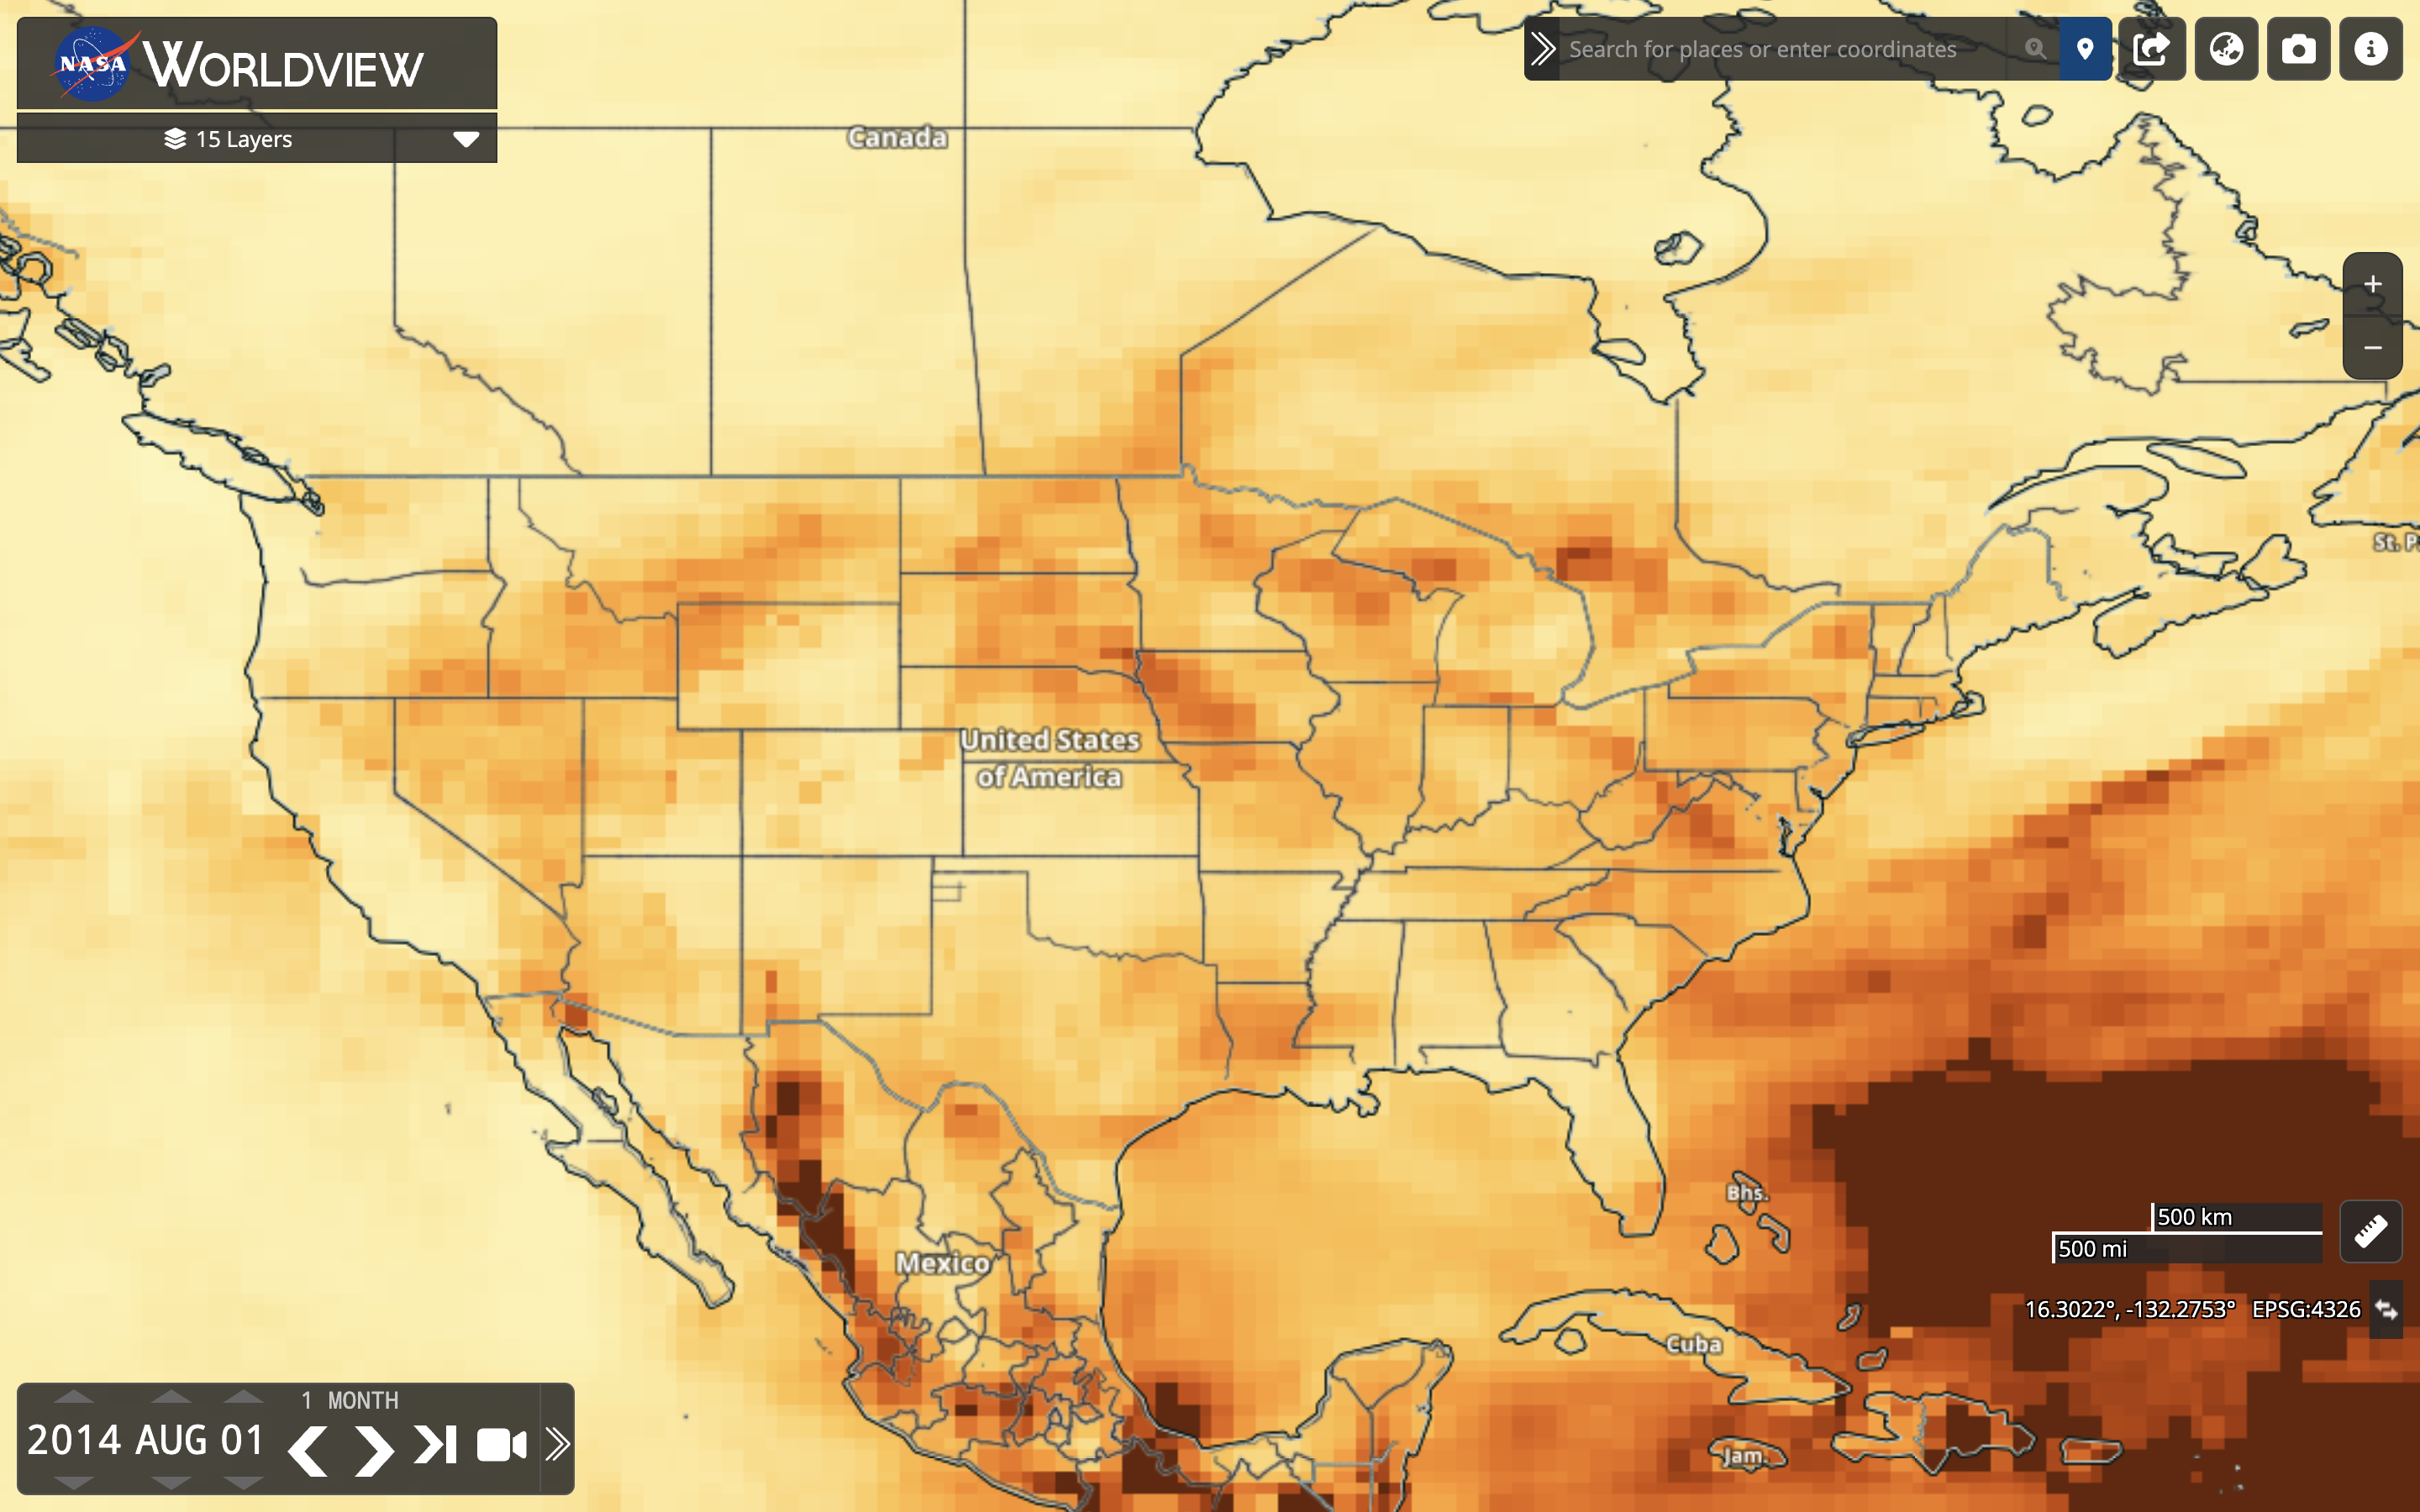 NASA WORLDVIEW
15 Layers
Search for places or enter coordinates
Canada
St. P
United States
of America
Bhs.
500 km
500 mi
Mexico
16.3022°, -132.2753° EPSG:4326
Cuba
Jam.
1 MONTH
2014 AUG 01